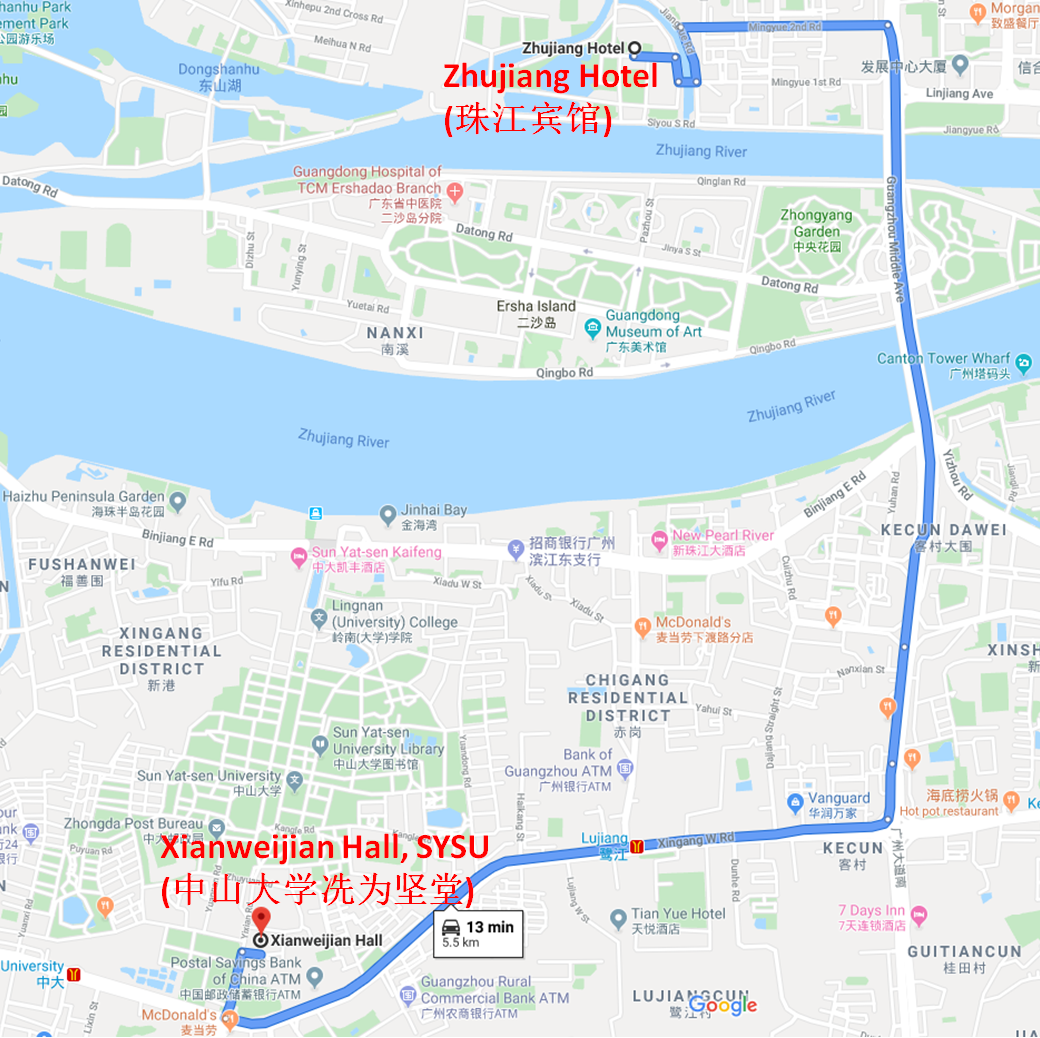 shanhu Park
ement Park
公园游乐场
Xinhepu 2nd Cross Rd
Meihua N Rd
Jiangyue Rd
Mingyue 2nd Rd
Morgan
致盛餐厅
Dongshanhu
东山湖
Zhujiang Hotel
Zhujiang Hotel
(珠江宾馆)
发展中心大厦
信合
Mingyue 1st Rd
Linjiang Ave
Siyou S Rd
Jiangyue Rd
Zhujiang River
Guangdong Hospital of
TCM Ershadao Branch
广东省中医院
二沙岛分院
Qinglan Rd
Datong Rd
Datong Rd
Dizhu St
Yunying St
Pazhou St
Jinya S St
Zhongyang
Garden
中央花园
Guangzhou Middle Ave
Datong Rd
Yuetai Rd
Ersha Island
二沙岛
Guangdong
Museum of Art
广东美术馆
NANXI
南溪
Qingbo Rd
Qingbo Rd
Canton Tower Wharf
广州塔码头
Zhujiang River
Zhujiang River
Haizhu Peninsula Garden
海珠半岛花园
Jinhai Bay
金海湾
Binjiang E Rd
Yuhan Rd
Yizhou Rd
Jiangli Rd
Binjiang E Rd
KECUN DAWEI
客村大围
Sun Yat-sen Kaifeng
中大凯丰酒店
招商银行广州
滨江东支行
New Pearl River
新珠江大酒店
FUSHANWEI
福善围
Yifu Rd
Xiadu W St
Xiadu St
Xiadu St
Cuizhu Rd
Lingnan
(University) College
岭南(大学)学院
McDonald's
麦当劳下渡路分店
XINGANG
RESIDENTIAL
DISTRICT
新港
XINSH
Nanxian St
CHIGANG
RESIDENTIAL
DISTRICT
赤岗
Yahui St
Danjia Straight St
Sun Yat-sen
University Library
中山大学图书馆
Yuandong Rd
Bank of
Guangzhou ATM
广州银行ATM
Sun Yat-sen University
中山大学
Haikang St
Vanguard
华润万家
海底捞火锅
Hot pot restaurant
Zhongda Post Bureau
Kangle Rd
Kangle
Puyuan Rd
Lujiang
鹭江
Xingang W Rd
KECUN
客村
广州大道南
Xianweijian Hall, SYSU
(中山大学冼为坚堂)
Yuanxi Rd
Yixian Rd
Lujiang W St
Dunhe Rd
13 min
5.5 km
Tian Yue Hotel
天悦酒店
7 Days Inn
7天连锁酒店
Xianweijian Hall
University
中大
Postal Savings Bank
of China ATM
中国邮政储蓄银行ATM
GUITIANCUN
桂田村
Guangzhou Rural
Commercial Bank ATM
广州农商银行ATM
LUJIANGCUN
鹭江村
Google
McDonald's
麦当劳
Lixin St